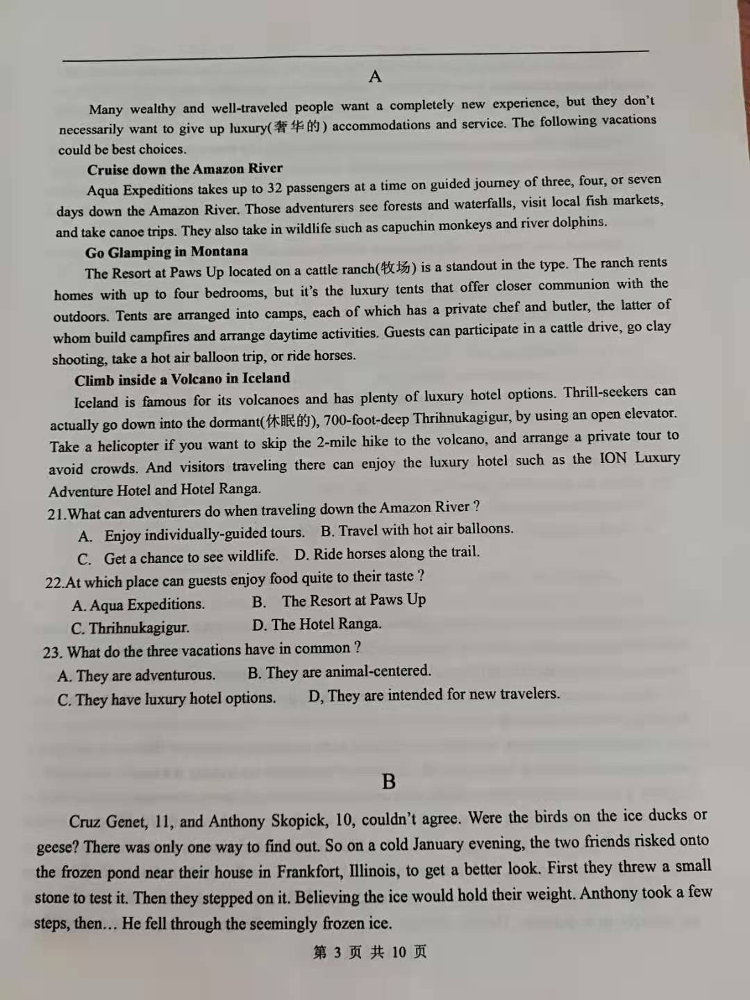 A
Many wealthy and well-traveled people want a completely new experience, but they don't
necessarily want to give up luxury(奢华的) accommodations and service. The following vacations
could be best choices.
Cruise down the Amazon River
Aqua Expeditions takes up to 32 passengers at a time on guided journey of three, four, or seven
days down the Amazon River. Those adventurers see forests and waterfalls, visit local fish markets,
and take canoe trips. They also take in wildlife such as capuchin monkeys and river dolphins.
Go Glamping in Montana
The Resort at Paws Up located on a cattle ranch(牧场) is a standout in the type. The ranch rents
homes with up to four bedrooms, but it's the luxury tents that offer closer communion with the
outdoors. Tents are arranged into camps, each of which has a private chef and butler, the latter of
whom build campfires and arrange daytime activities. Guests can participate in a cattle drive, go clay
shooting, take a hot air balloon trip, or ride horses.
Climb inside a Volcano in Iceland
Iceland is famous for its volcanoes and has plenty of luxury hotel options. Thrill-seekers can
actually go down into the dormant(休眠的), 700-foot-deep Thrihnukagigur, by using an open elevator.
Take a helicopter if you want to skip the 2-mile hike to the volcano, and arrange a private tour to
avoid crowds. And visitors traveling there can enjoy the luxury hotel such as the ION Luxury
Adventure Hotel and Hotel Ranga.
21.What can adventurers do when traveling down the Amazon River?
A. Enjoy individually-guided tours. B. Travel with hot air balloons.
C. Get a chance to see wildlife. D. Ride horses along the trail.
22.At which place can guests enjoy food quite to their taste?
A. Aqua Expeditions. B. The Resort at Paws Up
C. Thrihnukagigur. D. The Hotel Ranga.
23. What do the three vacations have in common?
A. They are adventurous. B. They are animal-centered.
C. They have luxury hotel options. D, They are intended for new travelers.
B
Cruz Genet, 11, and Anthony Skopick, 10, couldn't agree. Were the birds on the ice ducks or
geese? There was only one way to find out. So on a cold January evening, the two friends risked onto
the frozen pond near their house in Frankfort, Illinois, to get a better look. First they threw a small
stone to test it. Then they stepped on it. Believing the ice would hold their weight. Anthony took a few
steps, then… He fell through the seemingly frozen ice.
第 3 页 共 10 页